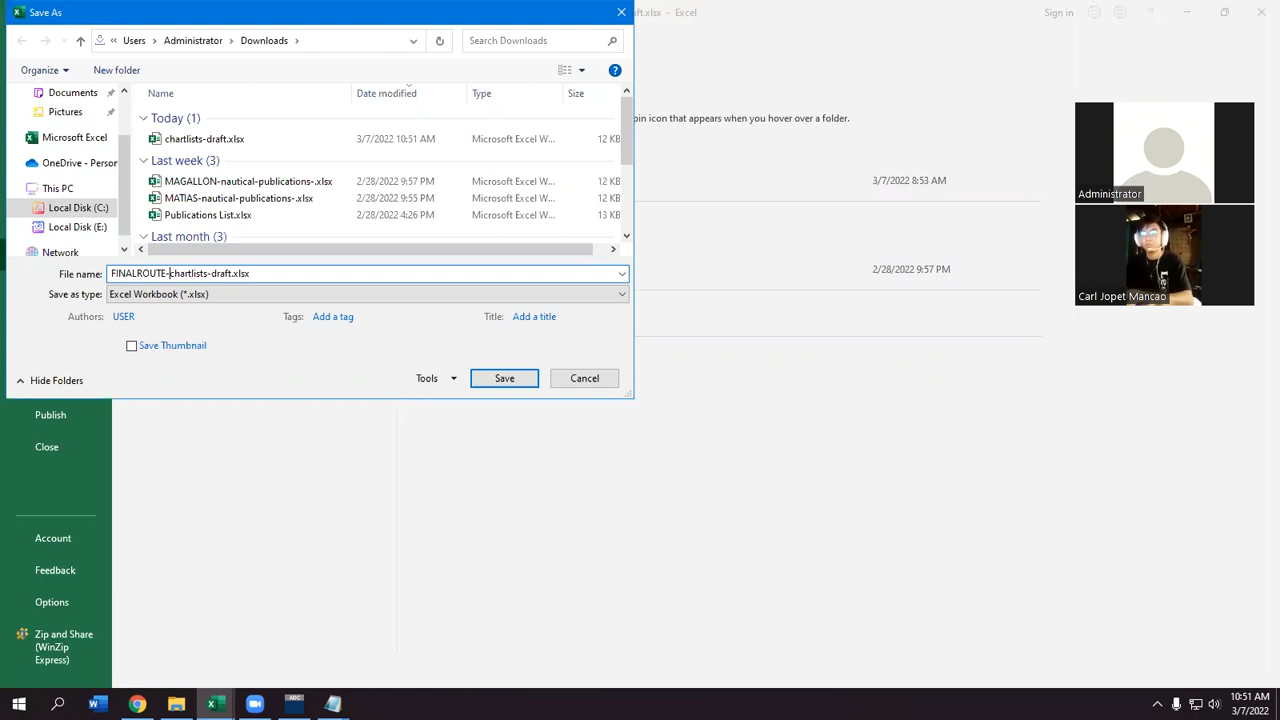 Save As
draft.xlsx - Excel
Sign in
« Users > Administrator > Downloads >
Search Downloads
Organize
New folder
Documents
Pictures
Microsoft Excel
OneDrive - Person
This PC
Local Disk (C:)
Local Disk (E:)
Network
Name
Date modified
Type
Size
Today (1)
chartlists-draft.xlsx 3/7/2022 10:51 AM Microsoft Excel W... 12 KB
Last week (3)
MAGALLON-nautical-publications-.xlsx 2/28/2022 9:57 PM Microsoft Excel W... 12 KB
MATIAS-nautical-publications-.xlsx 2/28/2022 9:53 PM Microsoft Excel W... 12 KB
Publications List.xlsx 2/28/2022 4:26 PM Microsoft Excel W... 13 KB
Last month (3)
File name: FINALROUTE-chartlists-draft.xlsx
Save as type: Excel Workbook (*.xlsx)
Authors: USER
Tags: Add a tag
Title: Add a title
Save Thumbnail
Hide Folders
Tools
Save
Cancel
pin icon that appears when you hover over a folder.
3/7/2022 8:53 AM
2/28/2022 9:57 PM
Administrator
Carl Jopet Mancao
Publish
Close
Account
Feedback
Options
Zip and Share
(WinZip
Express)
ABC
10:51 AM
3/7/2022